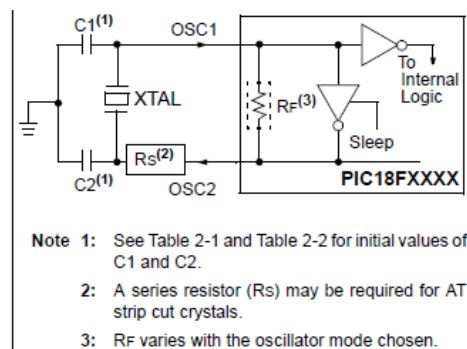 C1(1)
OSC1
To
Internal
Logic
XTAL
RF(3)
Sleep
C2(1)
RS(2)
OSC2
PIC18FXXXX
Note 1: See Table 2-1 and Table 2-2 for initial values of
C1 and C2.
2: A series resistor (RS) may be required for AT
strip cut crystals.
3: RF varies with the oscillator mode chosen.